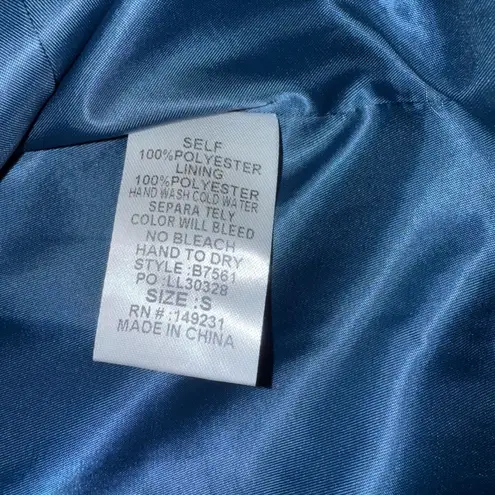 SELF
100%POLYESTER
LINING
100%POLYESTER
HAND WASH COLD WATER
SEPARA TELY
COLOR WILL BLEED
NO BLEACH
HAND TO DRY
STYLE :B7561
PO :LL30328
SIZE :S
RN # :149231
MADE IN CHINA